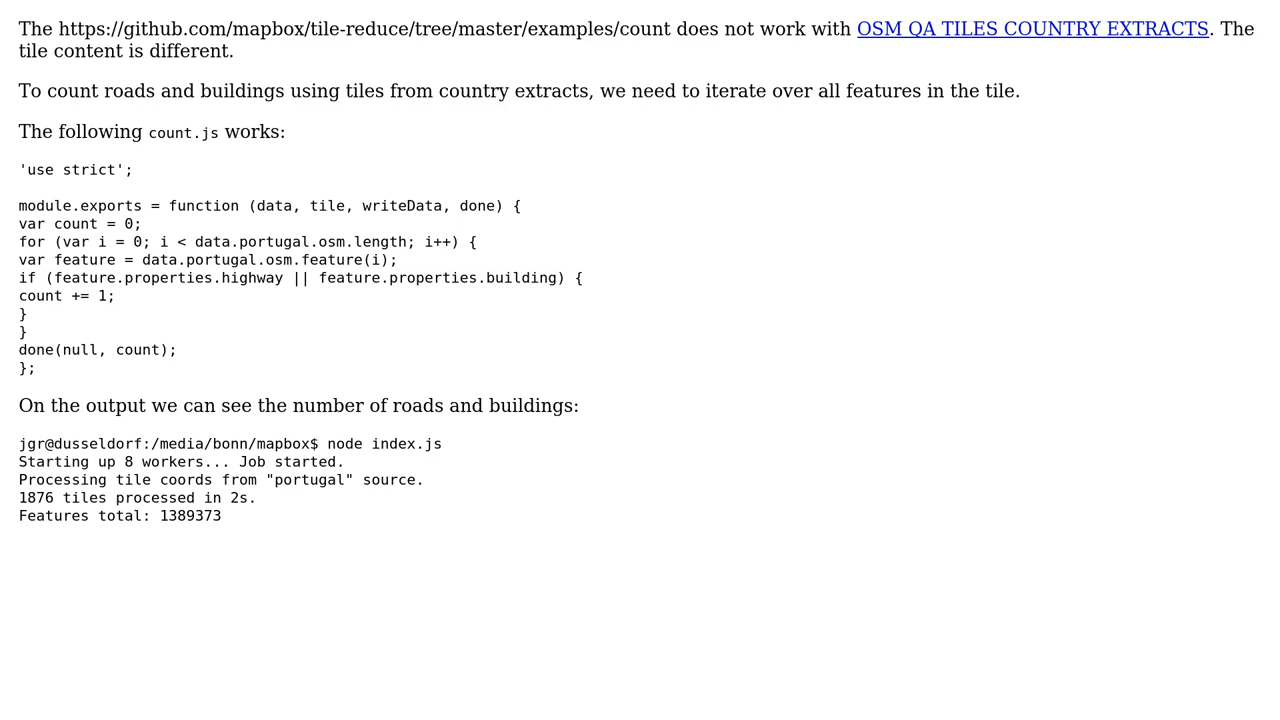 The https://github.com/mapbox/tile-reduce/tree/master/examples/count does not work with OSM QA TILES COUNTRY EXTRACTS. The
tile content is different.
To count roads and buildings using tiles from country extracts, we need to iterate over all features in the tile.
The following count.js works:
'use strict';
module.exports = function (data, tile, writeData, done) {
var count = 0;
for (var i = 0; i < data.portugal.osm.length; i++) {
var feature = data.portugal.osm.feature(i);
if (feature.properties.highway || feature.properties.building) {
count += 1;
}
}
done(null, count);
};
On the output we can see the number of roads and buildings:
jgr@dusseldorf:/media/bonn/mapbox$ node index.js
Starting up 8 workers... Job started.
Processing tile coords from "portugal" source.
1876 tiles processed in 2s.
Features total: 1389373